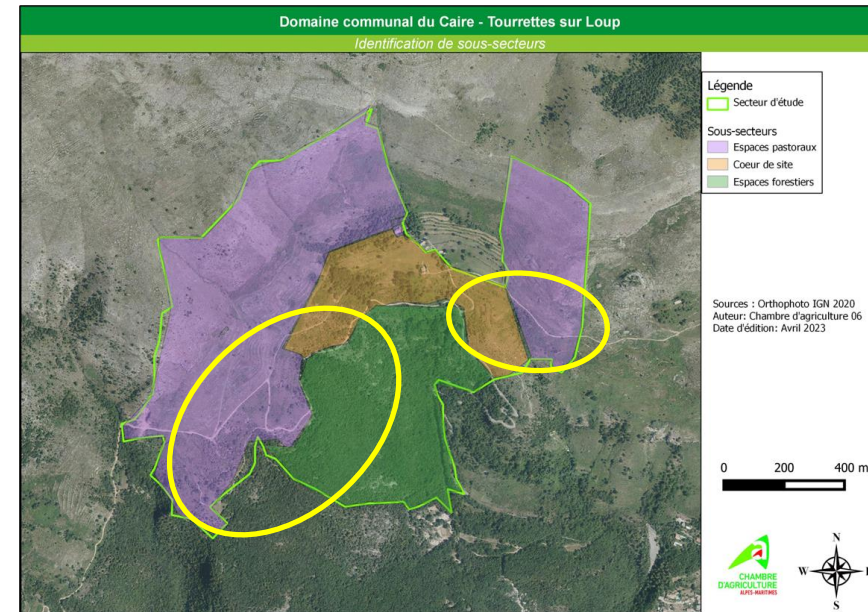 Domaine communal du Caire - Tourrettes sur Loup
Identification de sous-secteurs
Légende
Secteur d'étude
Sous-secteurs
Espaces pastoraux
Coeur de site
Espaces forestiers
Sources : Orthophoto IGN 2020
Auteur: Chambre d'agriculture 06
Date d'édition: Avril 2023
0 200 400 m
CHAMBRE
D'AGRICULTURE
ALPES-MARITIMES
N
W
S